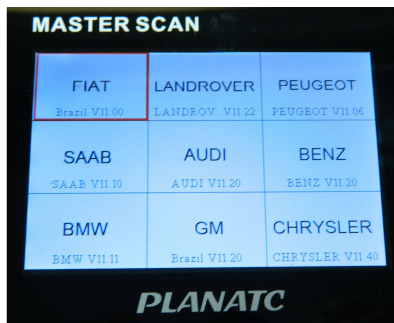 MASTER SCAN
FIAT LANDROVER PEUGEOT
Brazil V11.00 LANDROV. V11.22 PEUGEOT V11.06
SAAB AUDI BENZ
SAAB V11.10 AUDI V11.20 BENZ V11.20
BMW GM CHRYSLER
BMW V11.11 Brazil V11.20 CHRYSLER V11.40
PLANATC